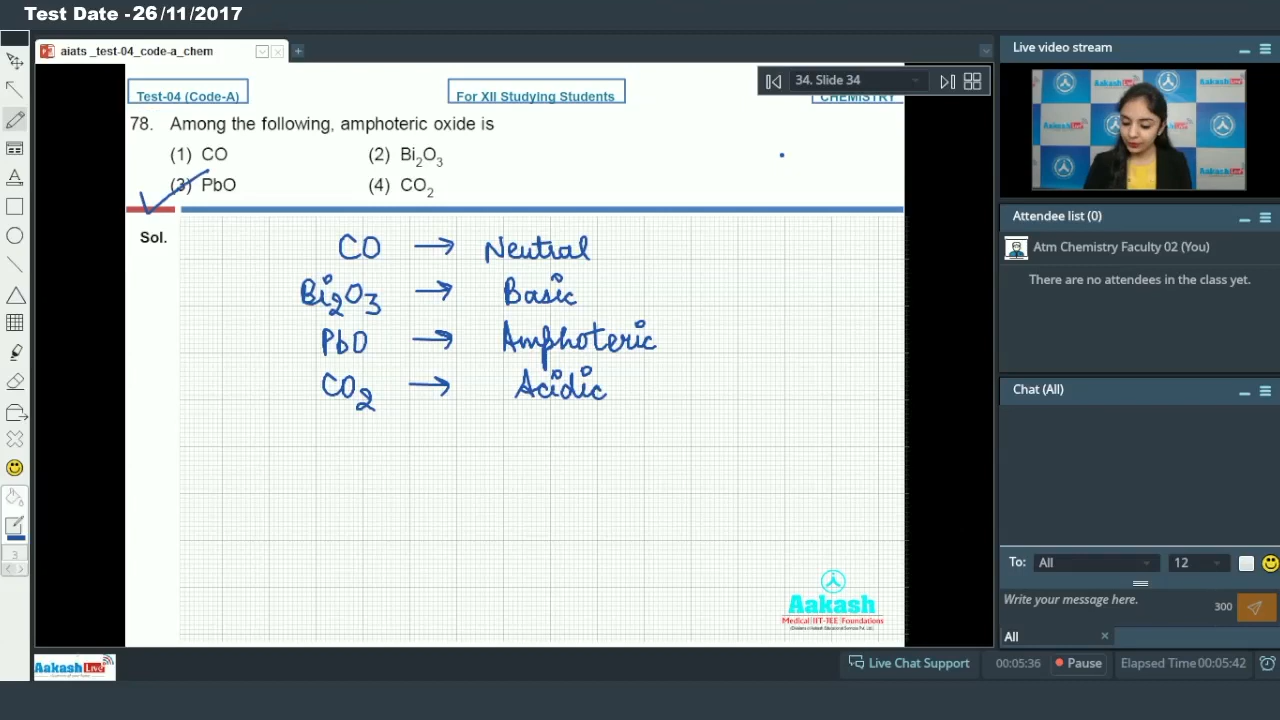 Test Date -26/11/2017
aiats _test-04_code-a_chem
Live video stream
34. Slide 34
Test-04 (Code-A)
For XII Studying Students
CHEMISTRY
78. Among the following, amphoteric oxide is
(1) CO
(2) Bi₂O₃
(3) PbO
(4) CO₂
Sol.
CO → Neutral
Bi₂O₃ → Basic
PbO → Amphoteric
CO₂ → Acidic
Aakash
Medical|IIT-JEE|Foundations
AakashLive
Attendee list (0)
Atm Chemistry Faculty 02 (You)
There are no attendees in the class yet.
Chat (All)
To: All 12
Write your message here.
300
All
3
AakashLive
Live Chat Support
00:05:36
Pause
Elapsed Time 00:05:42